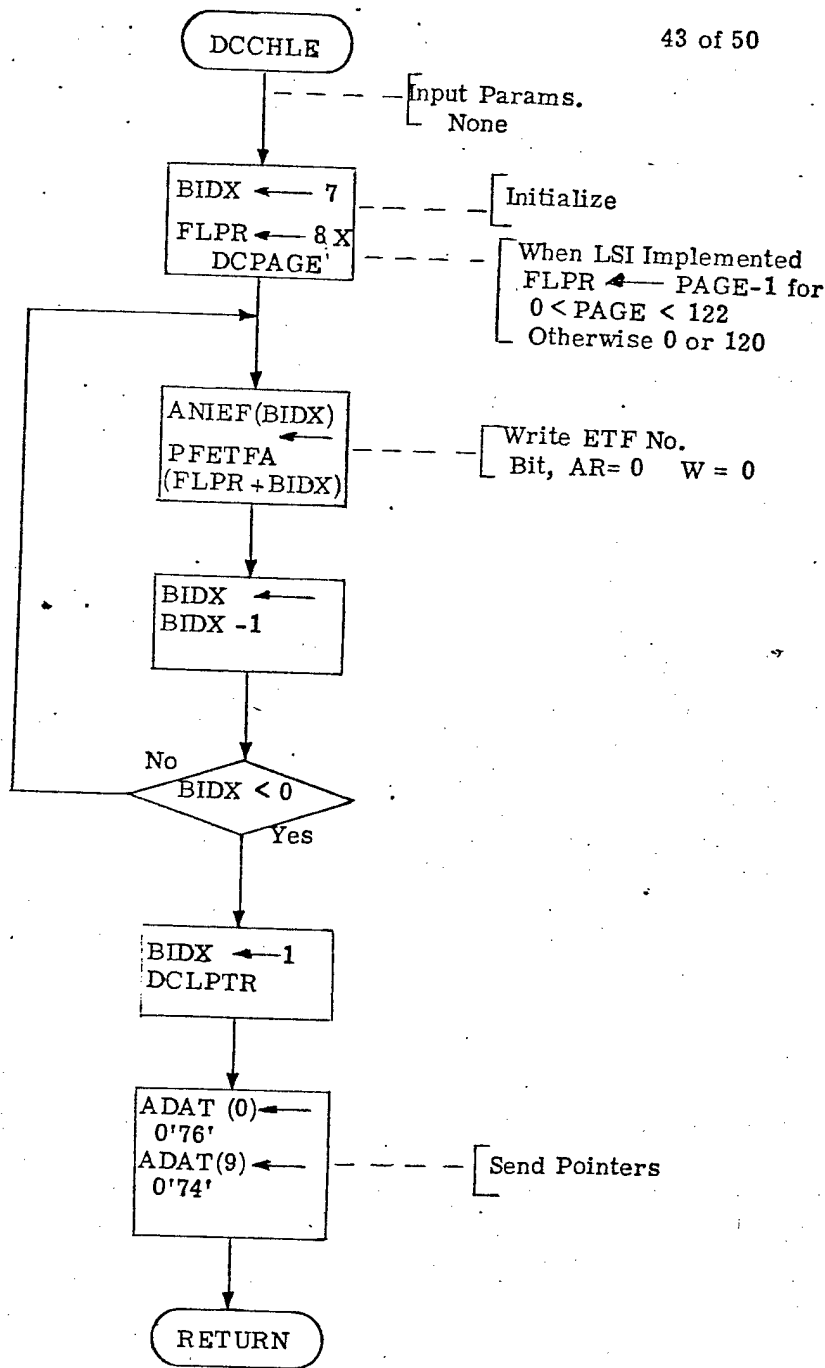 43 of 50
DCCHLE
Input Params.
None
BIDX ← 7
FLPR ← 8 X
DCPAGE'
Initialize
When LSI Implemented
FLPR ← PAGE-1 for
0 < PAGE < 122
Otherwise 0 or 120
ANIEF(BIDX)
←
PFETFA
(FLPR+BIDX)
Write ETF No.
Bit, AR= 0 W = 0
BIDX ←
BIDX -1
No
BIDX < 0
Yes
BIDX ← 1
DCLPTR
ADAT (0) ←
0'76'
ADAT(9) ←
0'74'
Send Pointers
RETURN